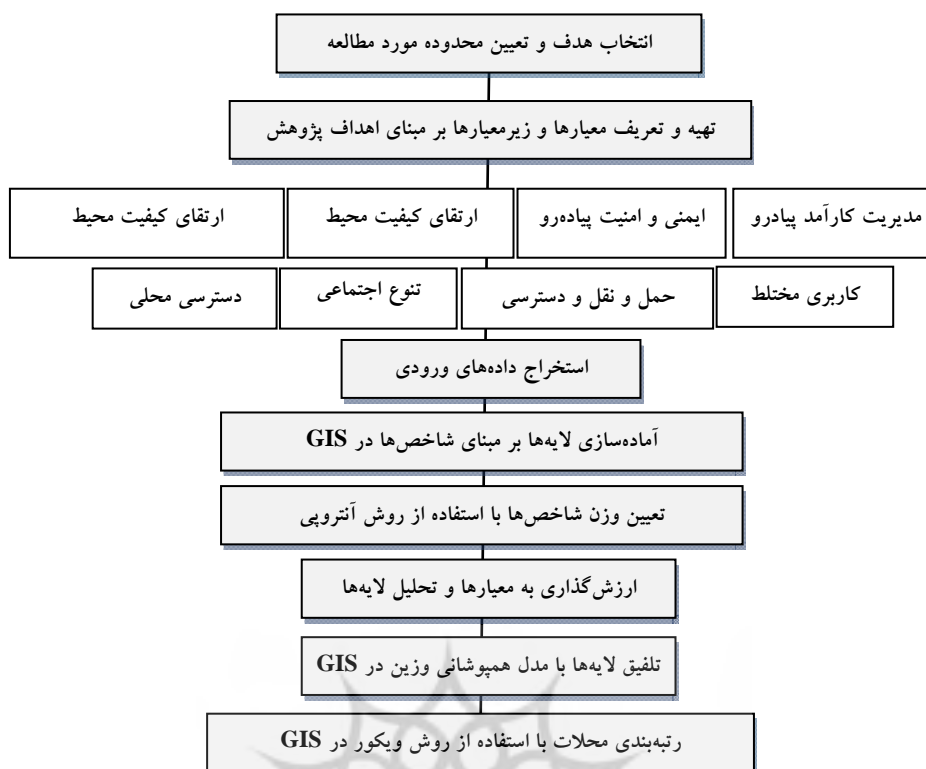 انتخاب هدف و تعیین محدوده مورد مطالعه
تهیه و تعریف معیارها و زیرمعیارها بر مبنای اهداف پژوهش
مدیریت کارآمد پیادرو
ایمنی و امنیت پیاده‌رو
ارتقای کیفیت محیط
ارتقای کیفیت محیط
کاربری مختلط
حمل و نقل و دسترسی
تنوع اجتماعی
دسترسی محلی
استخراج داده‌های ورودی
آماده‌سازی لایه‌ها بر مبنای شاخص‌ها در GIS
تعیین وزن شاخص‌ها با استفاده از روش آنتروپی
ارزش‌گذاری به معیارها و تحلیل لایه‌ها
تلفیق لایه‌ها با مدل همپوشانی وزین در GIS
رتبه‌بندی محلات با استفاده از روش ویکور در GIS